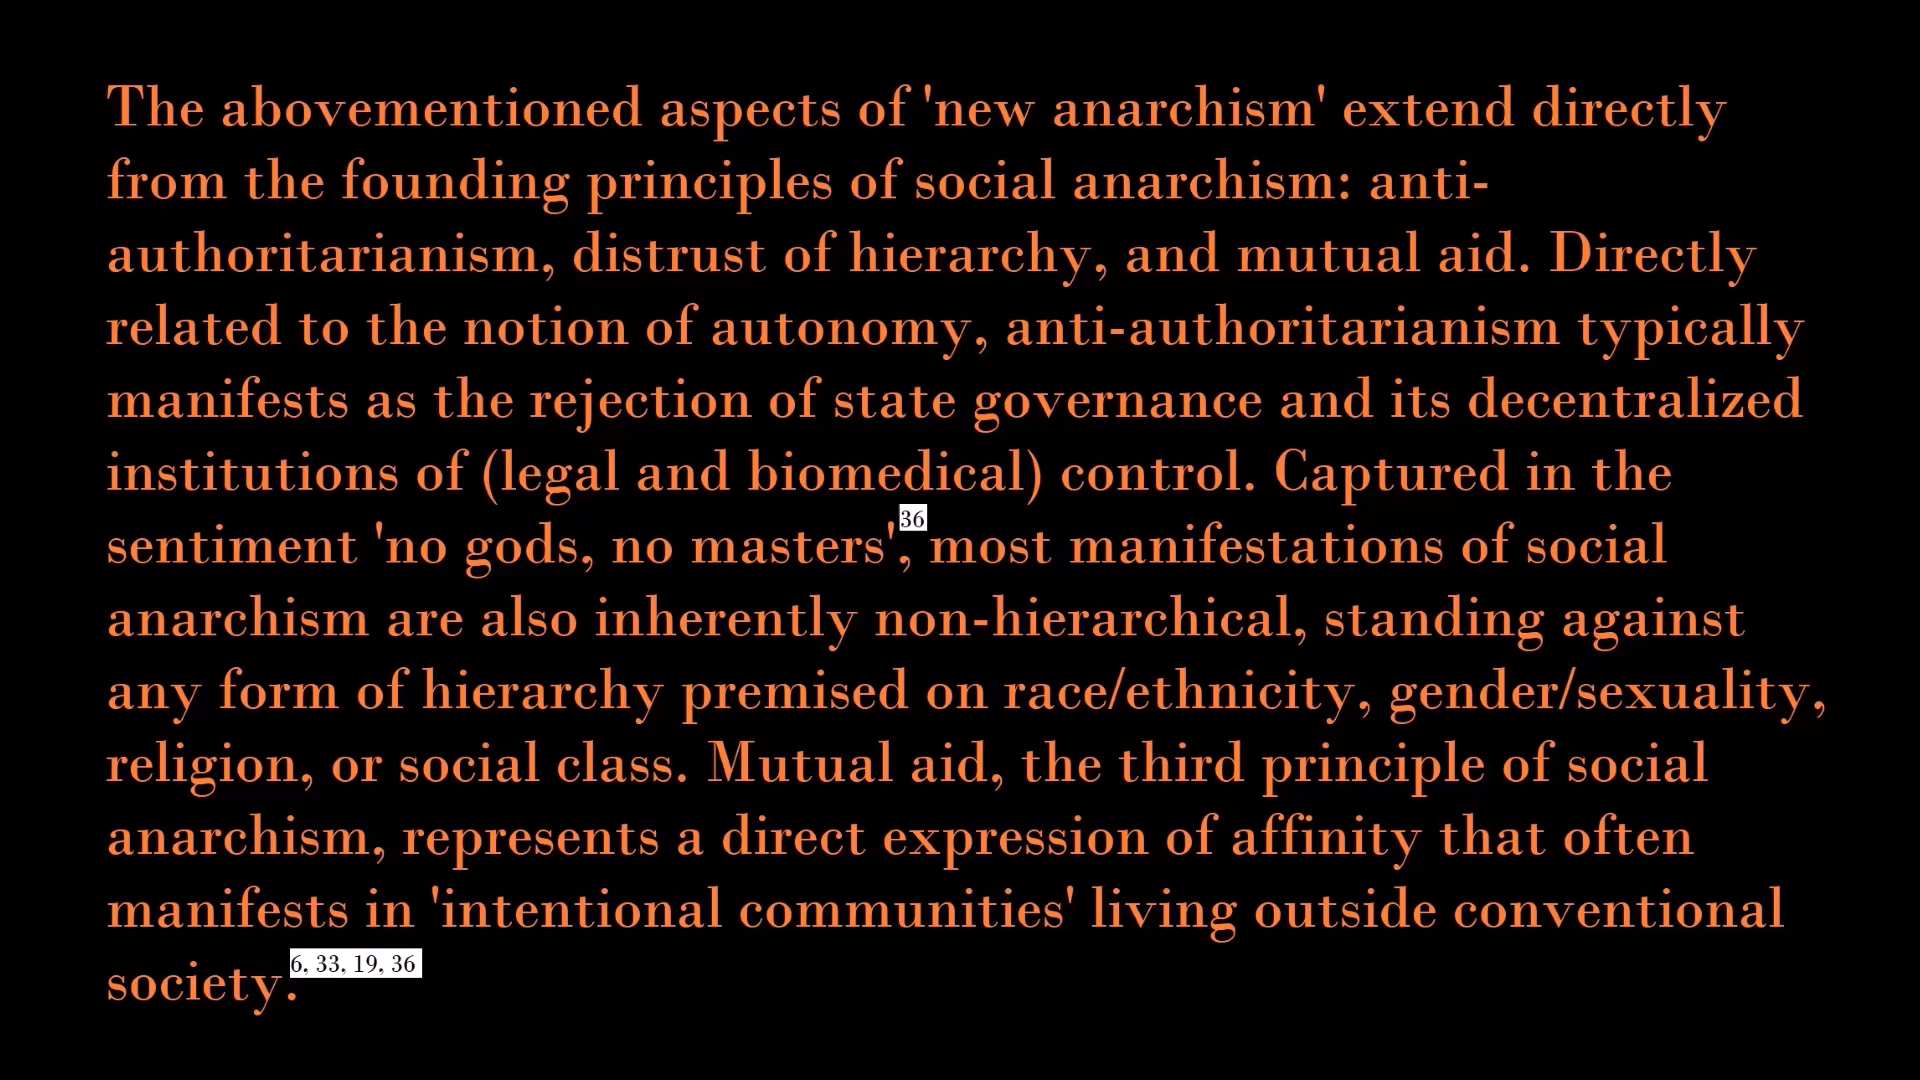 The abovementioned aspects of 'new anarchism' extend directly
from the founding principles of social anarchism: anti-
authoritarianism, distrust of hierarchy, and mutual aid. Directly
related to the notion of autonomy, anti-authoritarianism typically
manifests as the rejection of state governance and its decentralized
institutions of (legal and biomedical) control. Captured in the
sentiment 'no gods, no masters',36 most manifestations of social
anarchism are also inherently non-hierarchical, standing against
any form of hierarchy premised on race/ethnicity, gender/sexuality,
religion, or social class. Mutual aid, the third principle of social
anarchism, represents a direct expression of affinity that often
manifests in 'intentional communities' living outside conventional
society.6, 33, 19, 36